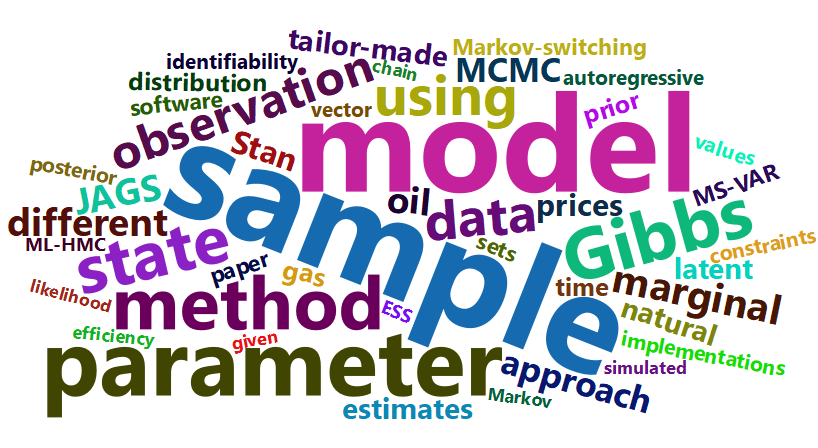 tailor-made
Markov-switching
identifiability
chain
MCMC
autoregressive
distribution
observation
using
software
vector
prior
model
Stan
values
posterior
JAGS
sample
oil
data
prices
MS-VAR
different
Gibbs
ML-HMC
state
sets
constraints
paper
gas
latent
likelihood
method
ESS
time
marginal
natural
efficiency
given
parameter
implementations
approach
simulated
Markov
estimates